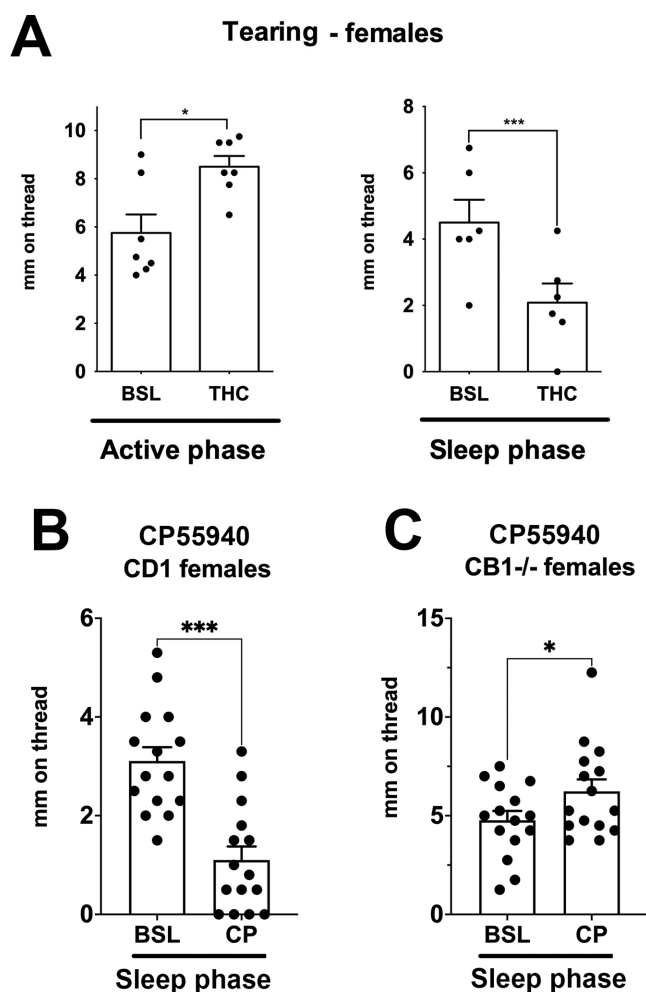 A
Tearing - females
mm on thread
10
8
6
4
2
0
*
BSL THC
Active phase
mm on thread
8
6
4
2
0
***
BSL THC
Sleep phase
B
CP55940
CD1 females
mm on thread
6
4
2
0
***
BSL CP
Sleep phase
C
CP55940
CB1-/- females
mm on thread
15
10
5
0
*
BSL CP
Sleep phase